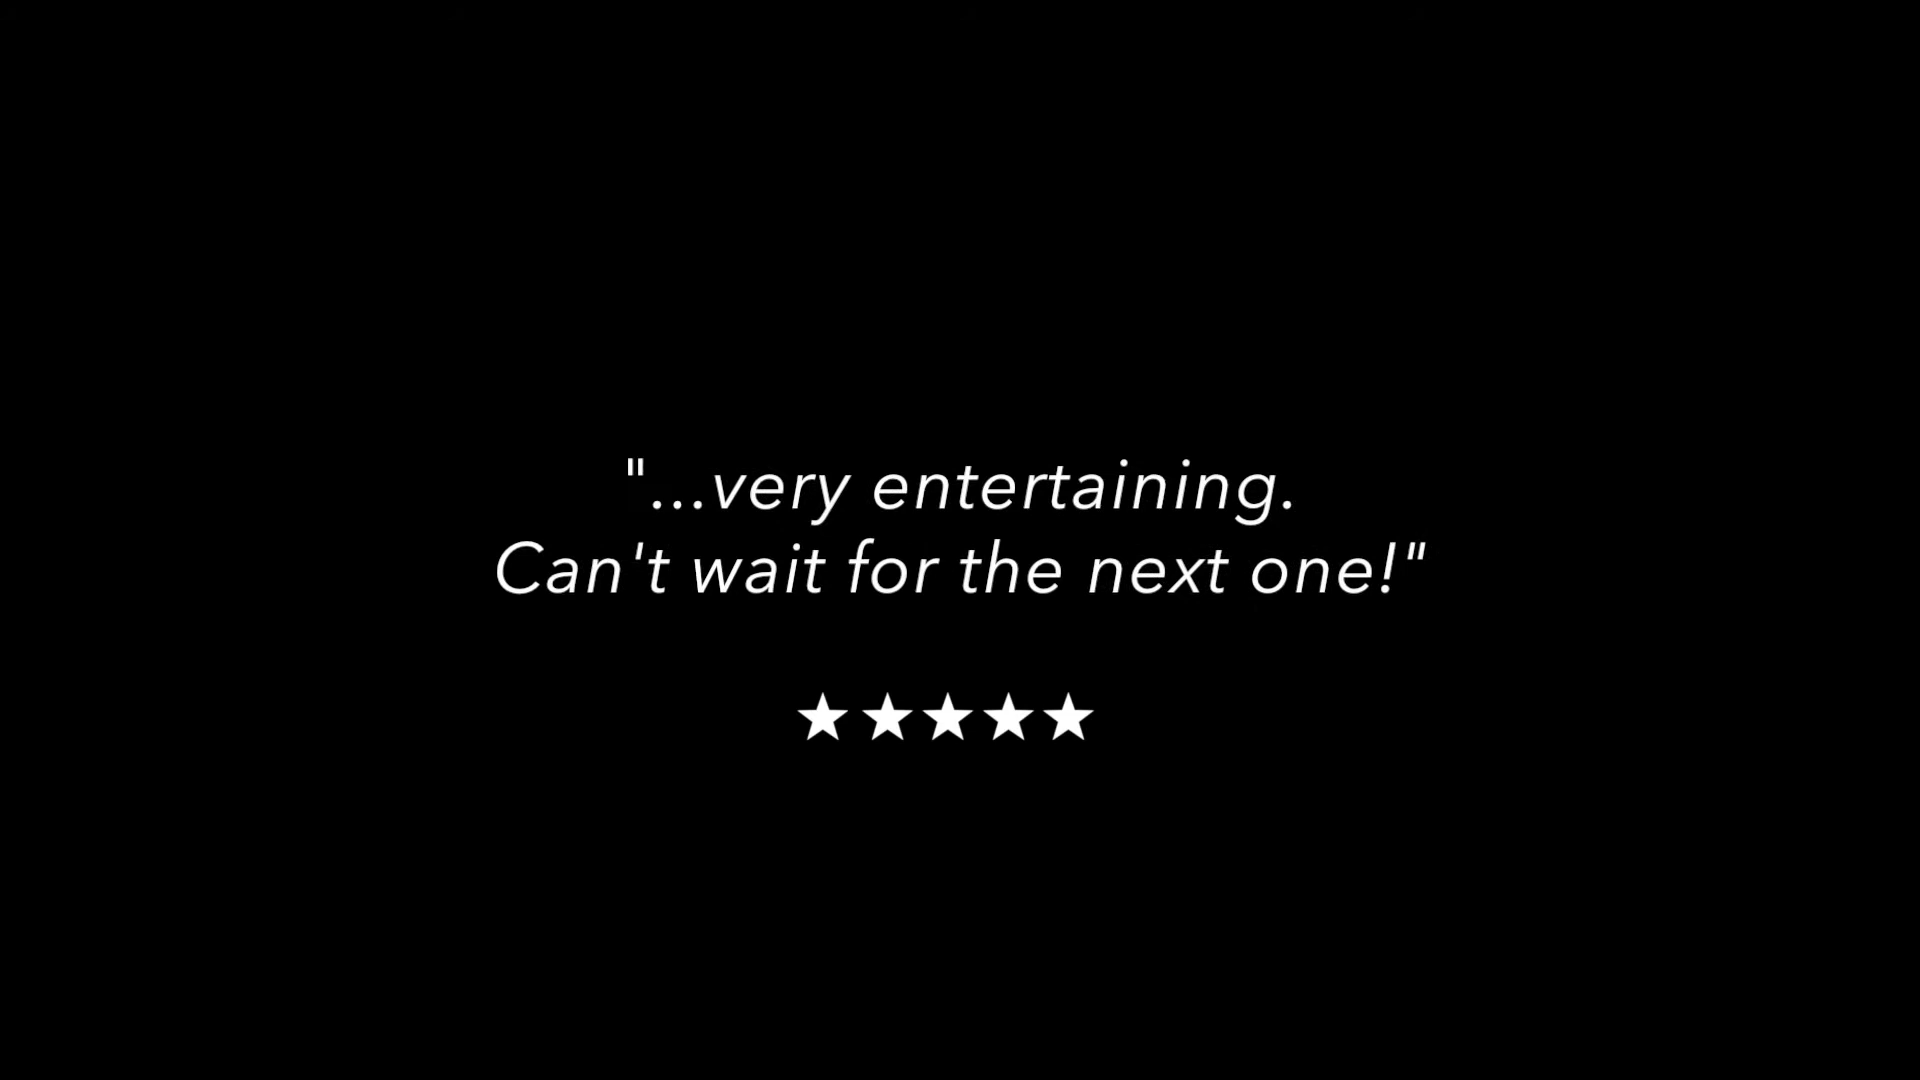 "...very entertaining.
Can't wait for the next one!"
★★★★★